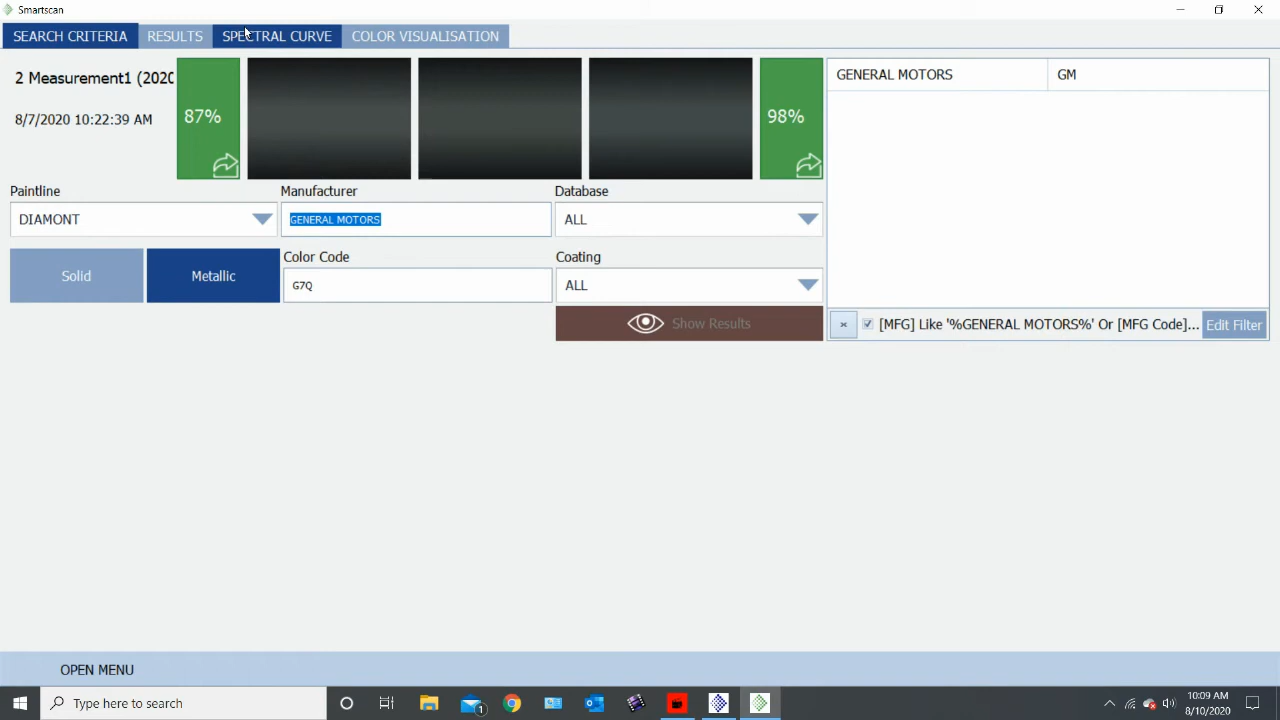 Smartscan
SEARCH CRITERIA RESULTS SPECTRAL CURVE COLOR VISUALISATION
2 Measurement1 (2020
8/7/2020 10:22:39 AM
87%
98%
GENERAL MOTORS GM
Paintline Manufacturer Database
DIAMONT GENERAL MOTORS ALL
Solid Metallic
Color Code Coating
G7Q ALL
Show Results
× [MFG] Like '%GENERAL MOTORS%' Or [MFG Code]... Edit Filter
OPEN MENU
Type here to search
1
10:09 AM
8/10/2020